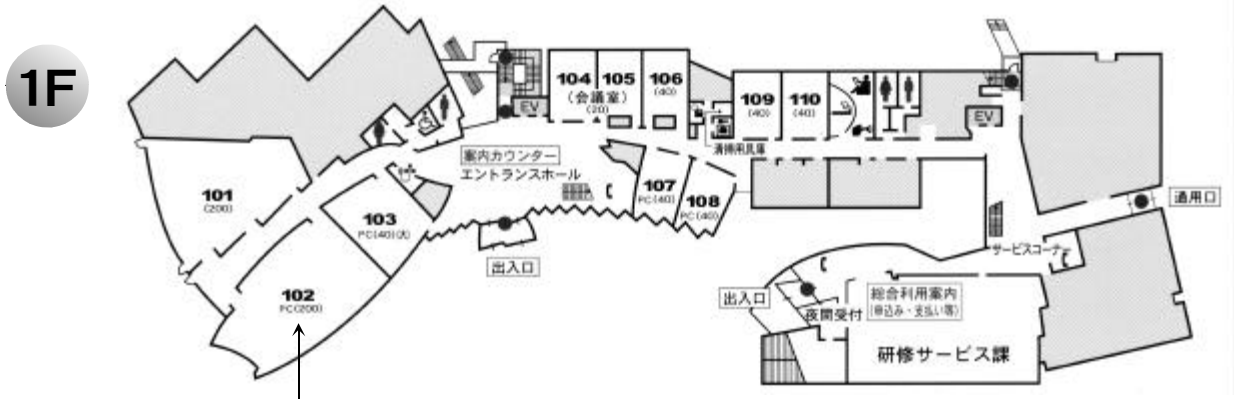 1F
104
105
106
(会議室)
(20)
(40)
EV
109
(40)
110
(40)
EV
清掃用具庫
案内カウンター
エントランスホール
101
(200)
103
PC(40)(大)
107
PC(40)
108
PC(40)
通用口
サービスコーナー
出入口
102
PC(200)
出入口
総合利用案内
(申込み・支払い等)
夜間受付
研修サービス課